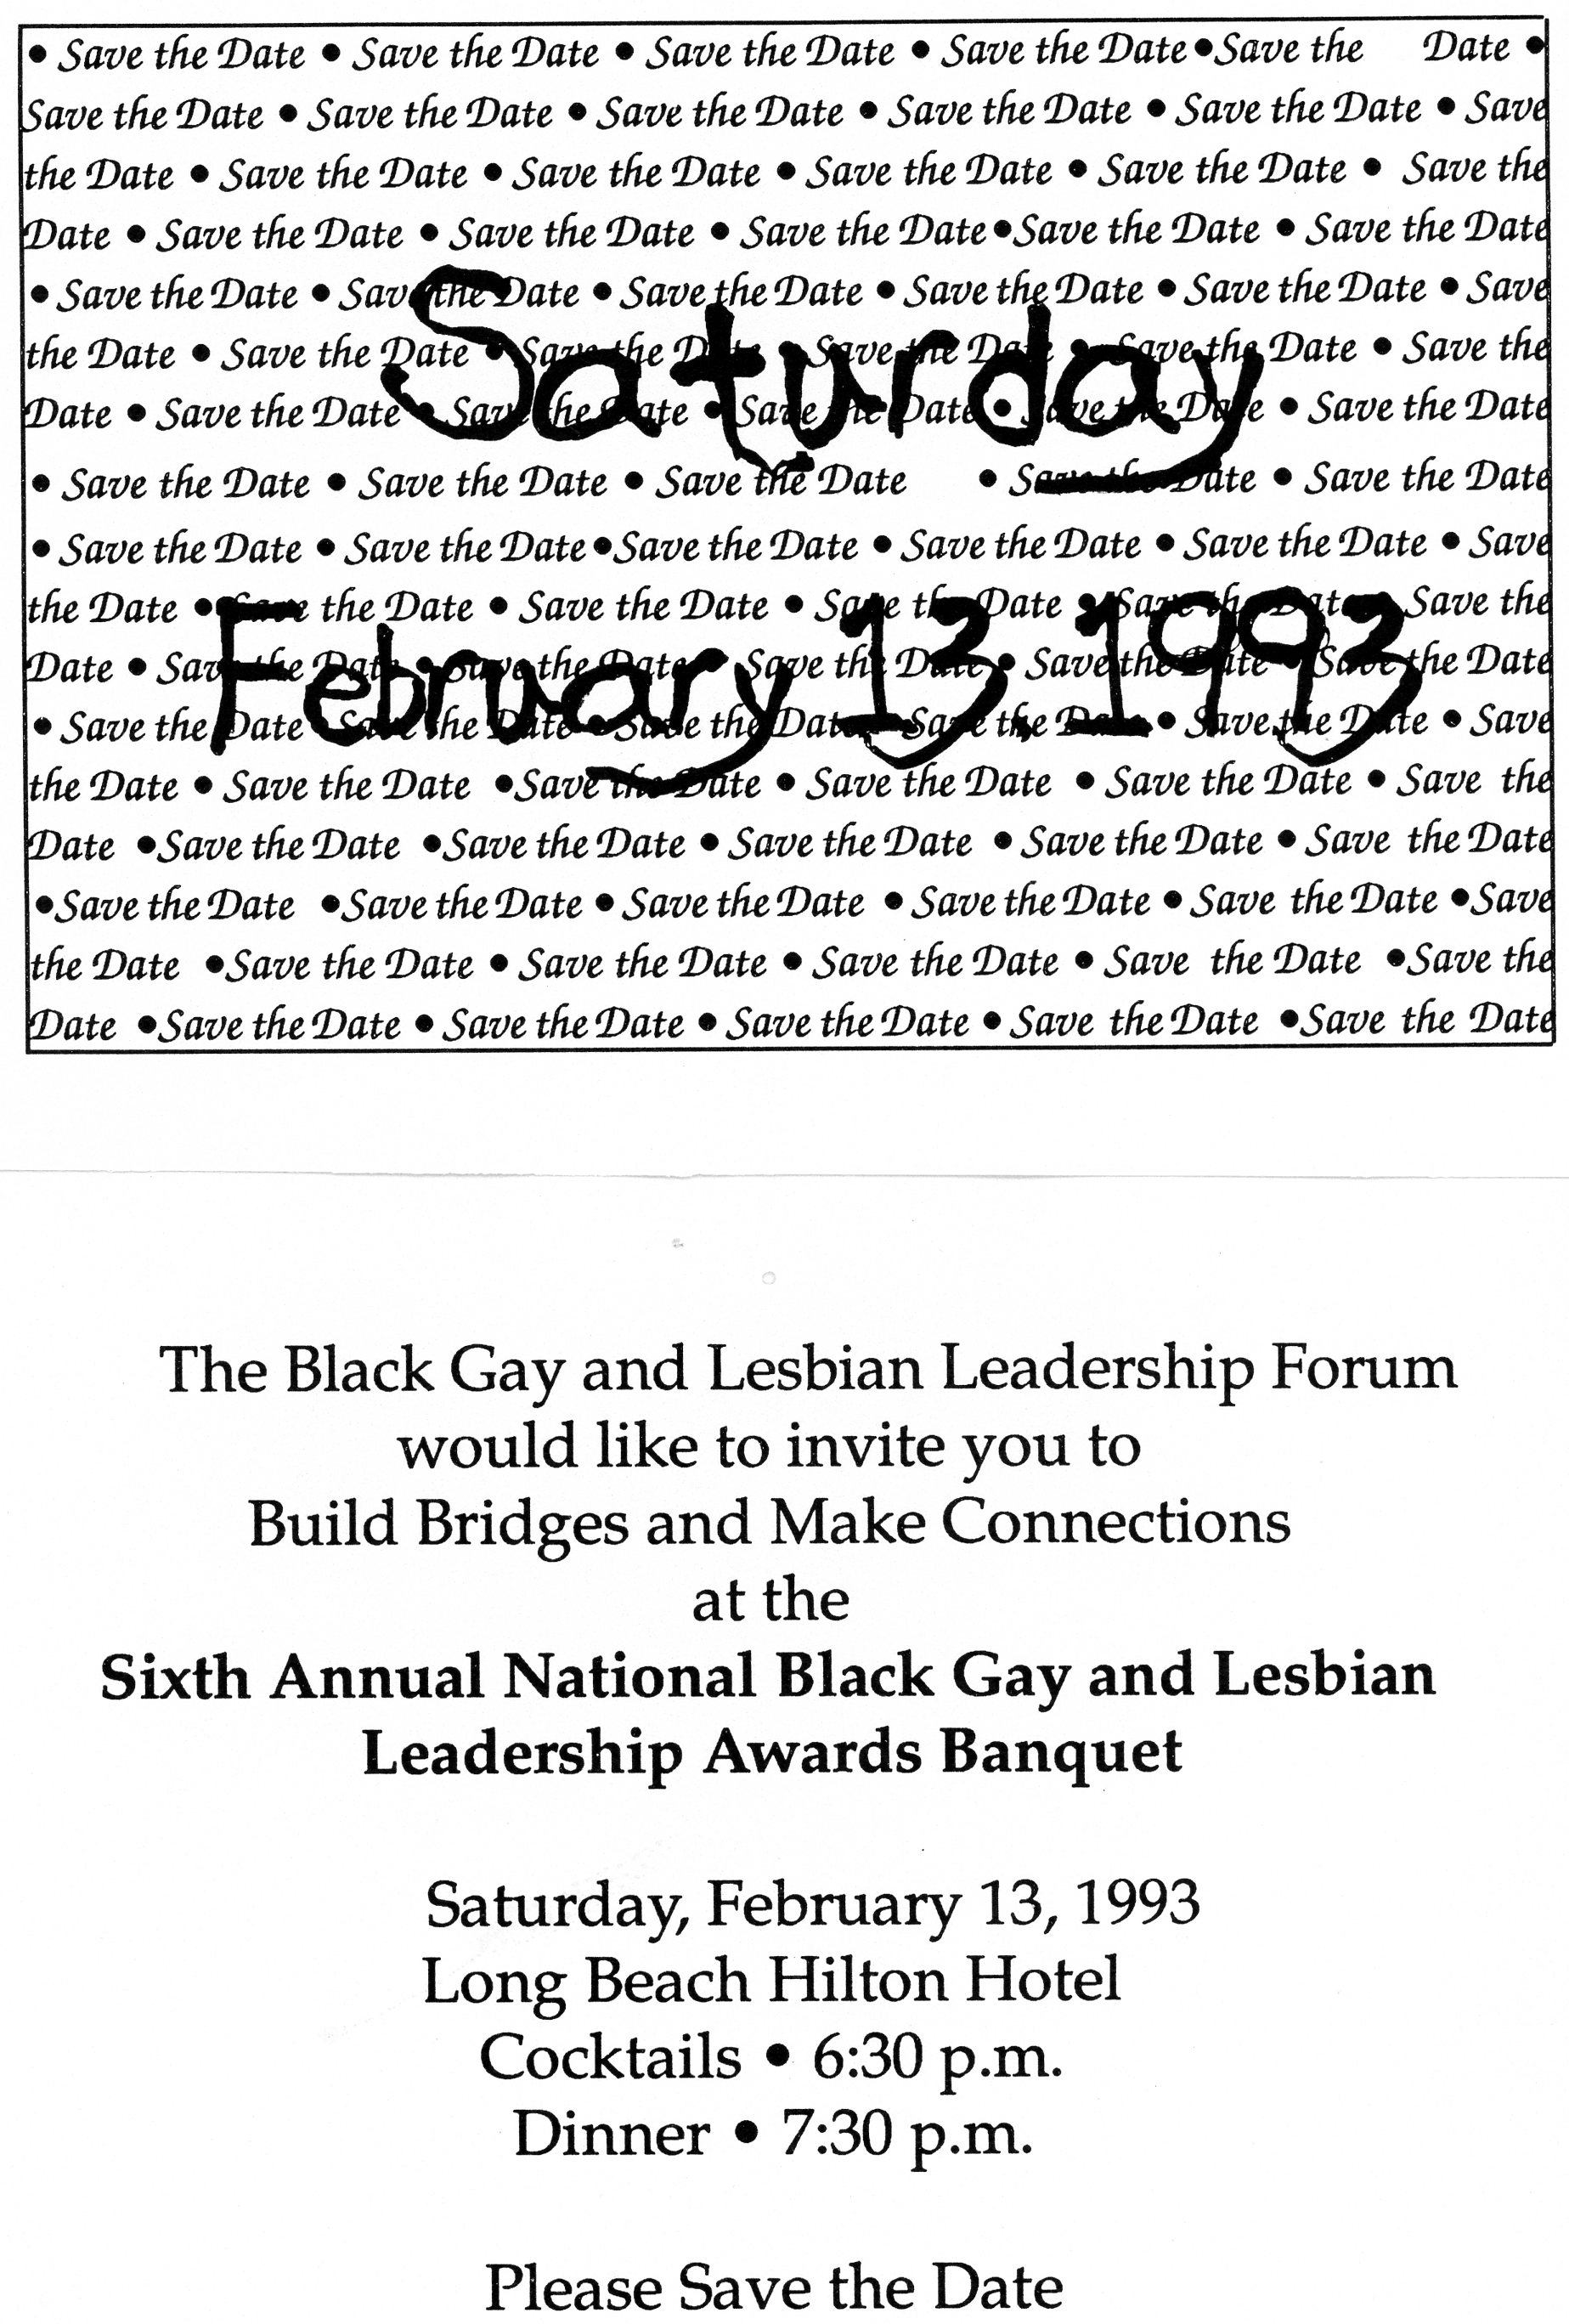 • Save the Date • Save the Date • Save the Date • Save the Date•Save the Date •
Save the Date • Save the Date • Save the Date • Save the Date • Save the Date • Save
the Date • Save the Date • Save the Date • Save the Date • Save the Date • Save the
Date • Save the Date • Save the Date • Save the Date•Save the Date • Save the Date
• Save the Date • Save the Date • Save the Date • Save the Date • Save the Date • Save
the Date • Save the Date • Save the Date • Save the Date • Save the Date • Save the
Saturday
Date • Save the Date • Save the Date • Save the Date • Save the Date • Save the Date
• Save the Date • Save the Date • Save the Date • Save the Date • Save the Date
• Save the Date • Save the Date•Save the Date • Save the Date • Save the Date • Save
the Date • Save the Date • Save the Date • Save the Date • Save the Date • Save the
Date • Save the Date • Save the Date • Save the Date • Save the Date • Save the Date
February 13, 1993
• Save the Date • Save the Date • Save the Date • Save the Date • Save the Date • Save
the Date • Save the Date •Save the Date • Save the Date • Save the Date • Save the
Date •Save the Date •Save the Date • Save the Date • Save the Date • Save the Date
•Save the Date •Save the Date • Save the Date • Save the Date • Save the Date •Save
the Date •Save the Date • Save the Date • Save the Date • Save the Date •Save the
Date •Save the Date • Save the Date • Save the Date • Save the Date •Save the Date
The Black Gay and Lesbian Leadership Forum
would like to invite you to
Build Bridges and Make Connections
at the
Sixth Annual National Black Gay and Lesbian
Leadership Awards Banquet
Saturday, February 13, 1993
Long Beach Hilton Hotel
Cocktails • 6:30 p.m.
Dinner • 7:30 p.m.
Please Save the Date